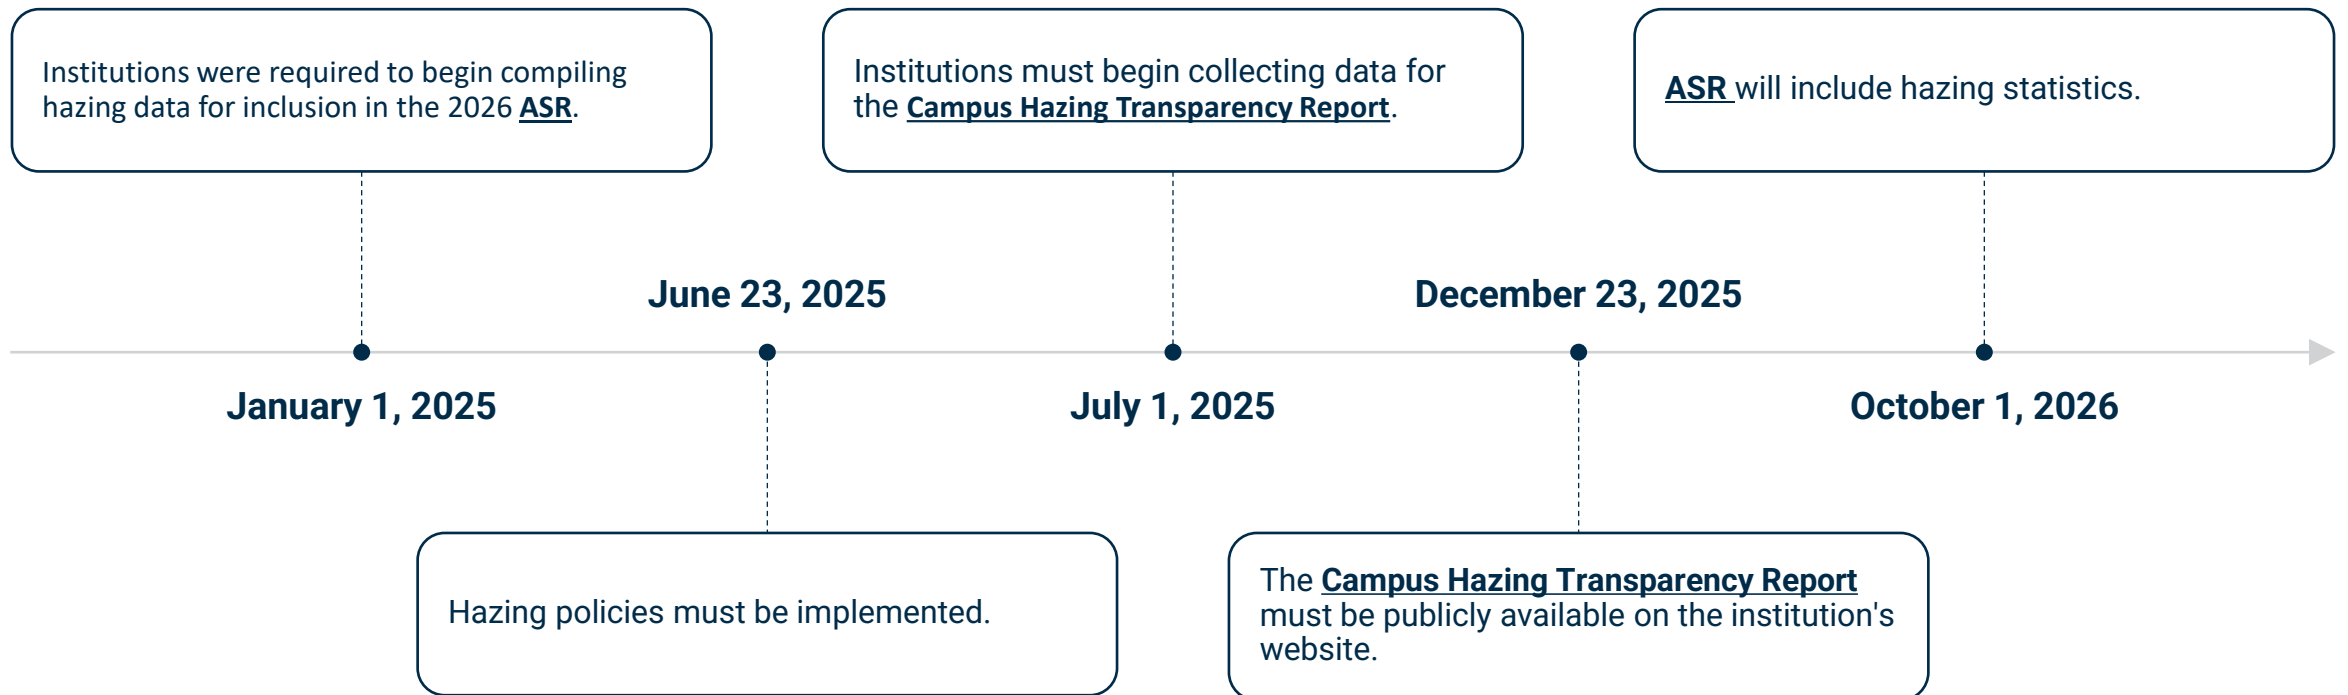 Institutions were required to begin compiling
hazing data for inclusion in the 2026 ASR.
Institutions must begin collecting data for
the Campus Hazing Transparency Report.
ASR will include hazing statistics.
June 23, 2025
December 23, 2025
January 1, 2025
July 1, 2025
October 1, 2026
Hazing policies must be implemented.
The Campus Hazing Transparency Report
must be publicly available on the institution's
website.